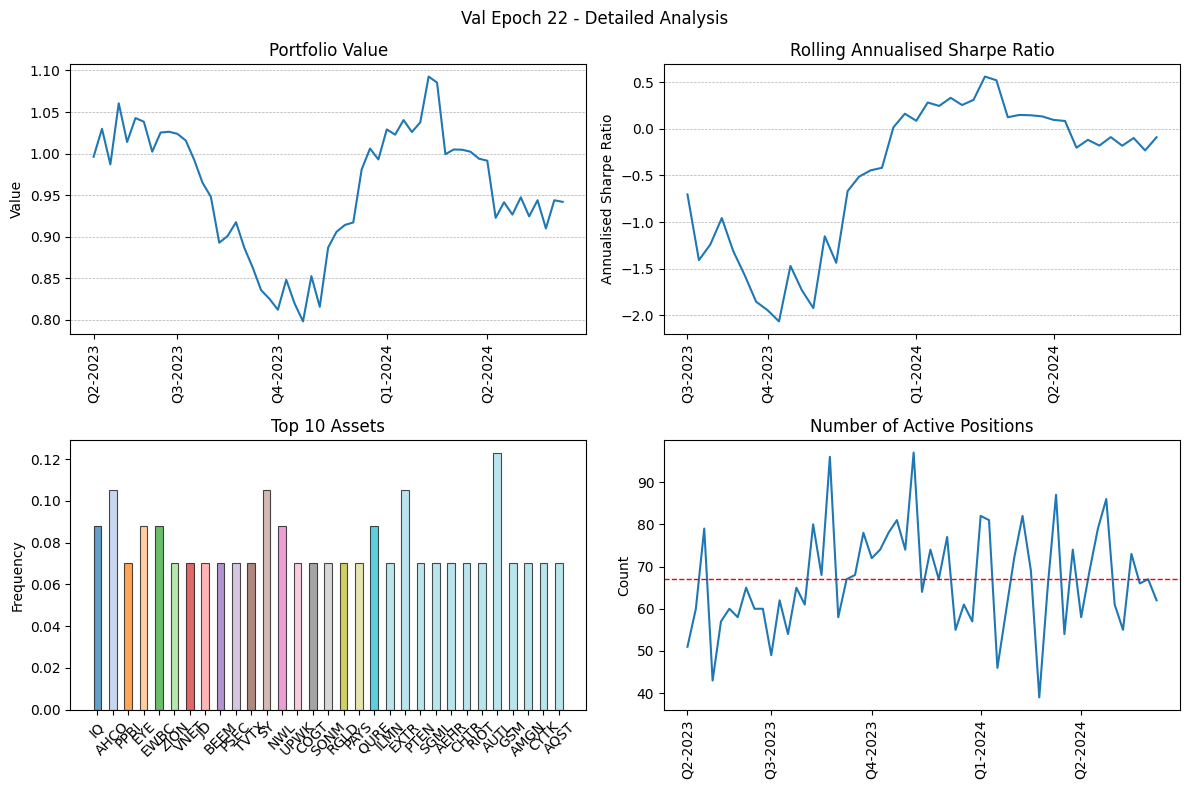 Val Epoch 22 - Detailed Analysis
Portfolio Value
Value
1.10
1.05
1.00
0.95
0.90
0.85
0.80
Q2-2023
Q3-2023
Q4-2023
Q1-2024
Q2-2024
Rolling Annualised Sharpe Ratio
Annualised Sharpe Ratio
0.5
0.0
−0.5
−1.0
−1.5
−2.0
Q3-2023
Q4-2023
Q1-2024
Q2-2024
Top 10 Assets
Frequency
0.12
0.10
0.08
0.06
0.04
0.02
0.00
IQ
AHCO
PPBI
EYE
EWBC
ZION
VNET
JD
BEEM
PSEC
TVTX
SY
NWL
UPWK
COGT
SONM
RGLD
PAYS
QURE
ILMN
EXTR
PTEN
SGML
AEHR
CHTR
RIOT
AUTL
GSM
AMGN
CYTK
AQST
Number of Active Positions
Count
90
80
70
60
50
40
Q2-2023
Q3-2023
Q4-2023
Q1-2024
Q2-2024